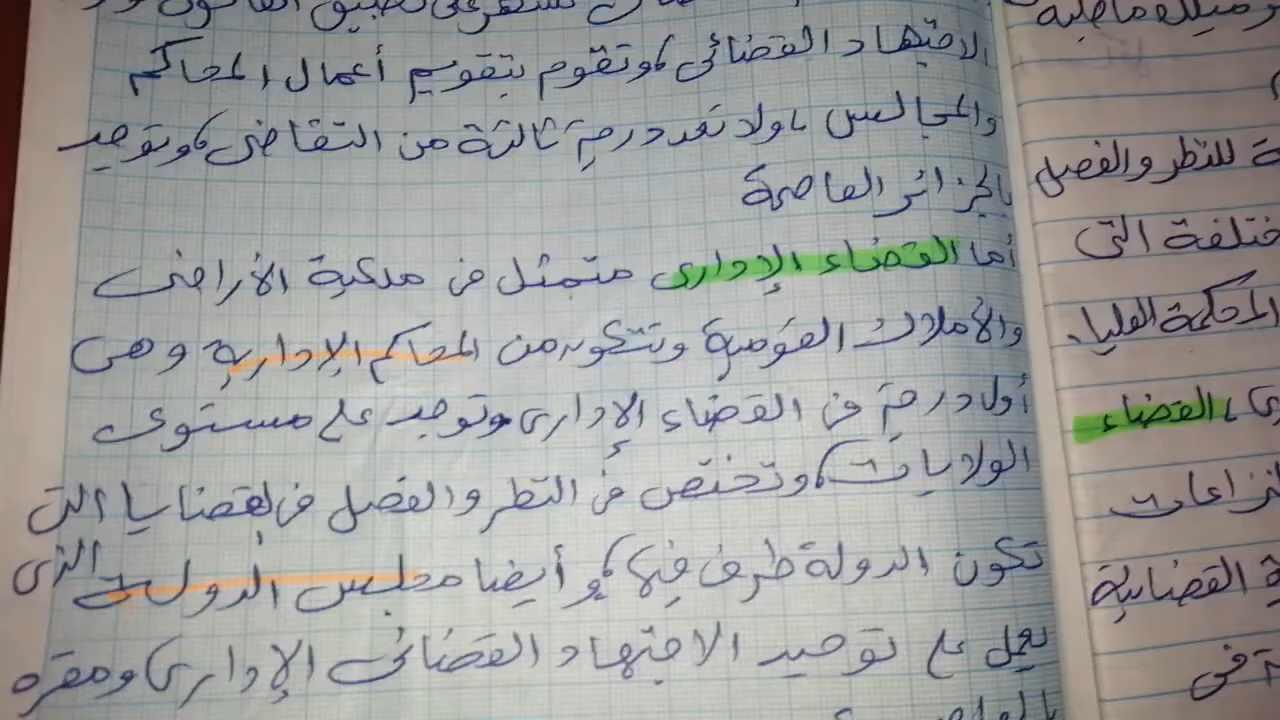 الاجتهاد القضائي، وتقوم بتقويم أعمال المحاكم
والمجالس، ولا تعد درجة ثالثة من التقاضي، وتوجد
بالجزائر العاصمة
أما القضاء الإداري متمثل في ملكية الأراضي
والأملاك العمومية وتتكون من المحاكم الإدارية وهي
أول درجة في القضاء الإداري وتوجد على مستوى
الولايات، وتختص في النظر والفصل في القضايا التي
تكون الدولة طرف فيها، وأيضا مجلس الدولة الذي
يعمل على توحيد الاجتهاد القضائي الإداري ومقره
ة للنظر والفصل
ختلفة التي
المحكمة العليا.
ي، القضاء
نزاعات
ة القضائية
ة في